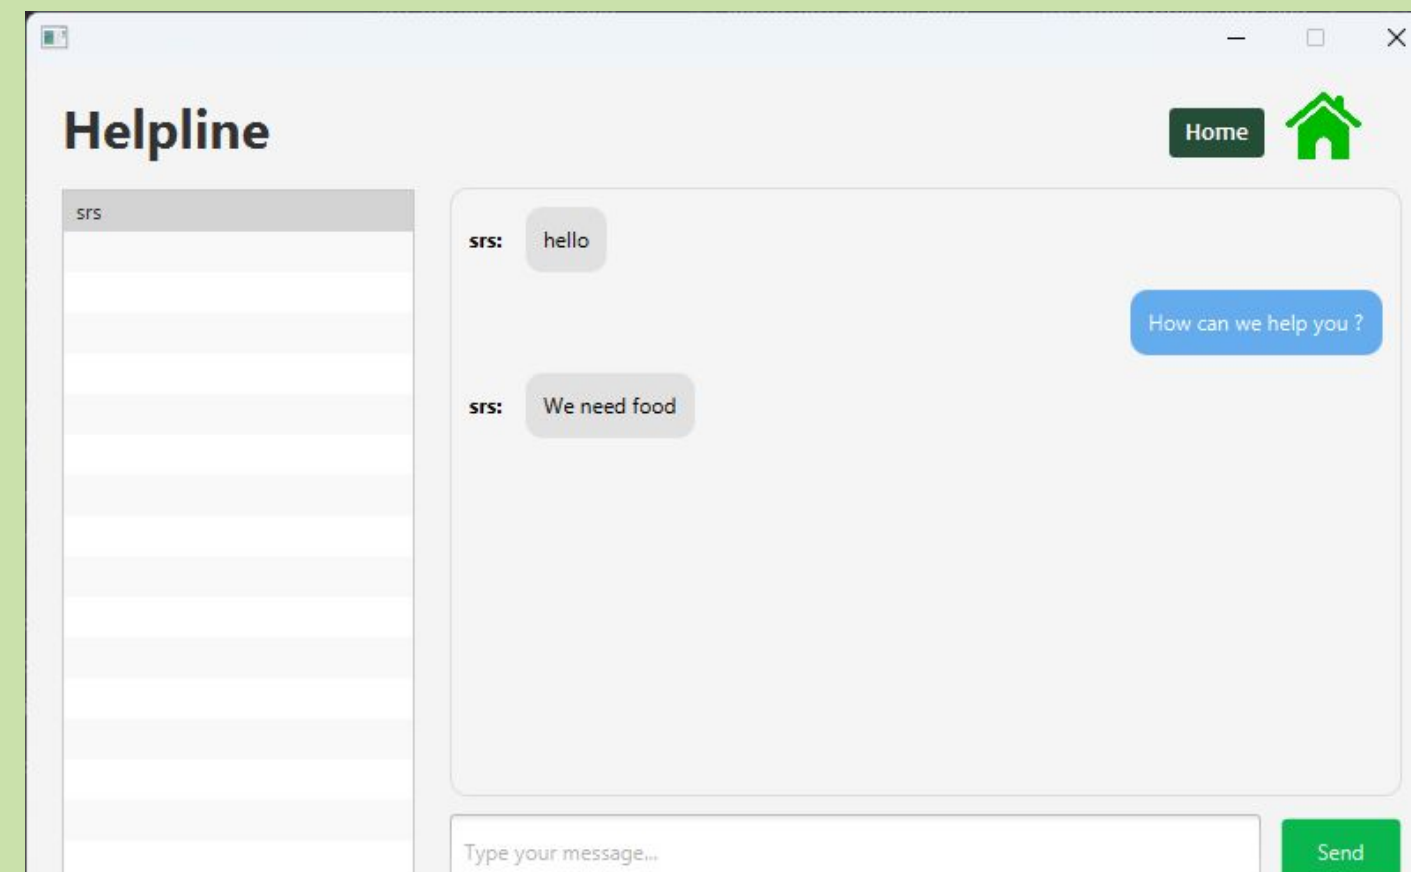 Helpline
Home
srs
srs: hello
How can we help you ?
srs: We need food
Type your message...
Send